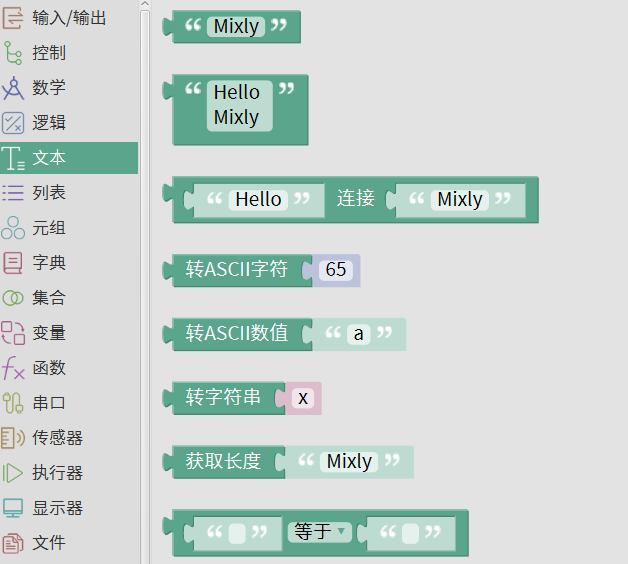 输入/输出
控制
数学
逻辑
文本
列表
元组
字典
集合
变量
函数
串口
传感器
执行器
显示器
文件
“ Mixly ”
“ Hello ”
Mixly
“ Hello ” 连接 “ Mixly ”
转ASCII字符 65
转ASCII数值 “ a ”
转字符串 x
获取长度 “ Mixly ”
“ ” 等于 “ ”